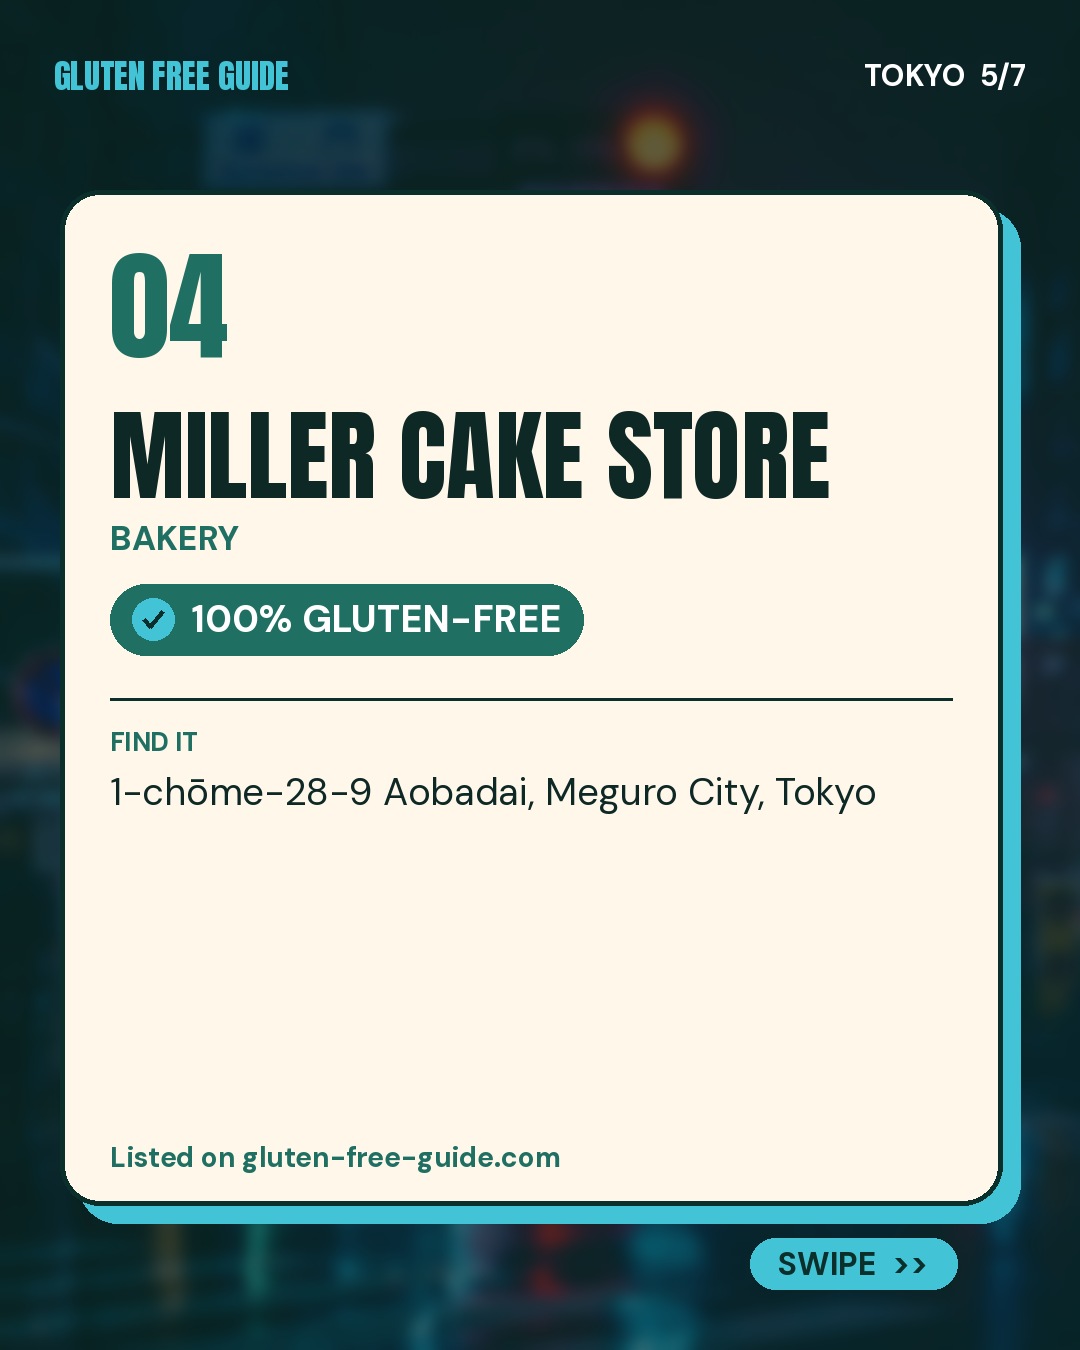 GLUTEN FREE GUIDE
TOKYO 5/7
04
MILLER CAKE STORE
BAKERY
100% GLUTEN-FREE
FIND IT
1-chōme-28-9 Aobadai, Meguro City, Tokyo
Listed on gluten-free-guide.com
SWIPE >>